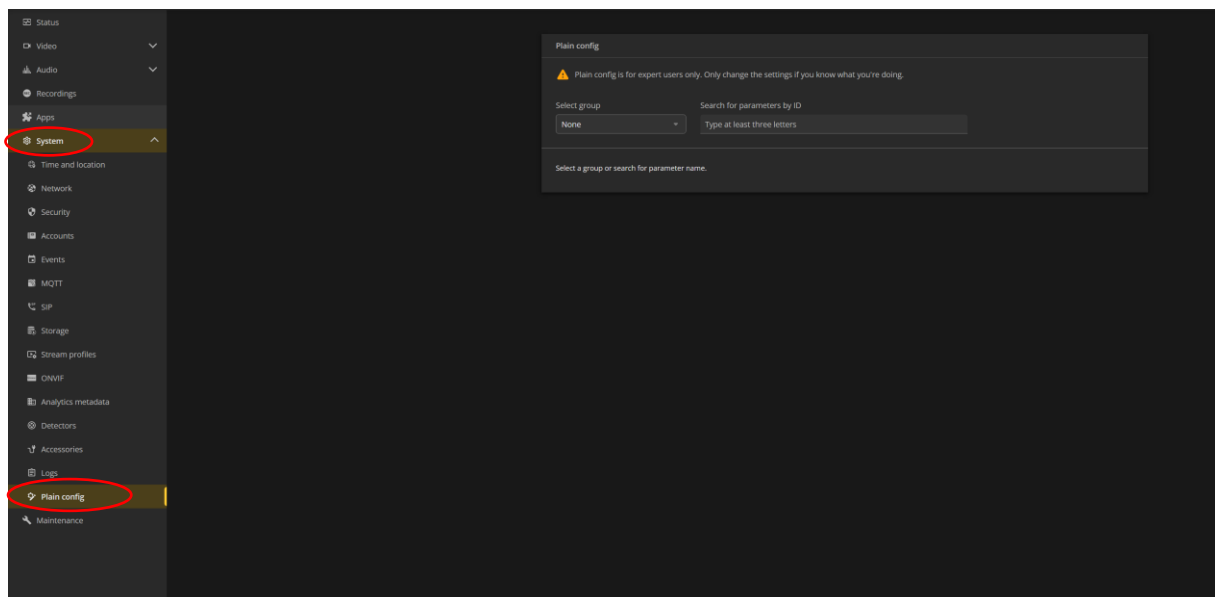 Status
Video
Audio
Recordings
Apps
System
Time and location
Network
Security
Accounts
Events
MQTT
SIP
Storage
Stream profiles
ONVIF
Analytics metadata
Detectors
Accessories
Logs
Plain config
Maintenance
Plain config
Plain config is for expert users only. Only change the settings if you know what you're doing.
Select group Search for parameters by ID
None Type at least three letters
Select a group or search for parameter name.